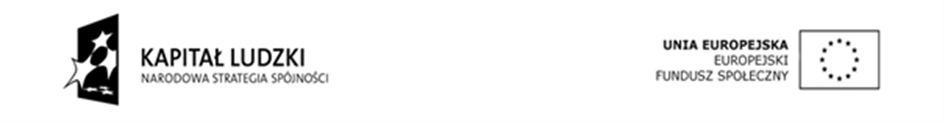 KAPITAŁ LUDZKI
NARODOWA STRATEGIA SPÓJNOŚCI
UNIA EUROPEJSKA
EUROPEJSKI
FUNDUSZ SPOŁECZNY